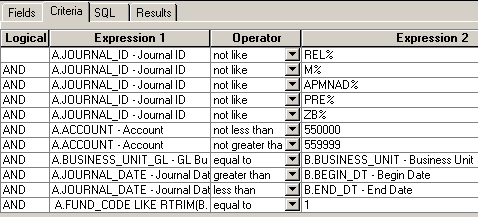 Fields Criteria SQL Results
Logical Expression 1 Operator Expression 2
A.JOURNAL_ID - Journal ID not like REL%
AND A.JOURNAL_ID - Journal ID not like M%
AND A.JOURNAL_ID - Journal ID not like APMNAD%
AND A.JOURNAL_ID - Journal ID not like PRE%
AND A.JOURNAL_ID - Journal ID not like ZB%
AND A.ACCOUNT - Account not less than 550000
AND A.ACCOUNT - Account not greater tha 559999
AND A.BUSINESS_UNIT_GL - GL Bu equal to B.BUSINESS_UNIT - Business Unit
AND A.JOURNAL_DATE - Journal Dat greater than B.BEGIN_DT - Begin Date
AND A.JOURNAL_DATE - Journal Dat less than B.END_DT - End Date
AND A.FUND_CODE LIKE RTRIM(B. equal to 1